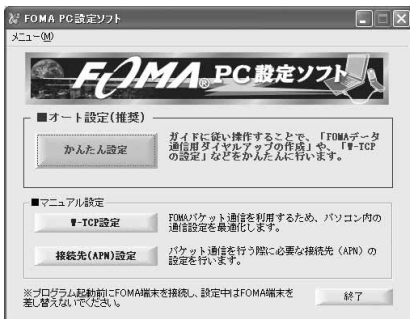 FOMA PC設定ソフト
メニュー(M)
FOMA® PC設定ソフト
■オート設定(推奨)
かんたん設定
ガイドに従い操作することで、「FOMAデータ
通信用ダイヤルアップの作成」や、「W-TCP
の設定」などをかんたんに行います。
■マニュアル設定
W-TCP設定
FOMAパケット通信を利用するため、パソコン内の
通信設定を最適化します。
接続先(APN)設定
パケット通信を行う際に必要な接続先（APN）の
設定を行います。
※プログラム起動前にFOMA端末を接続し、設定中はFOMA端末を
差し替えないでください。
終了